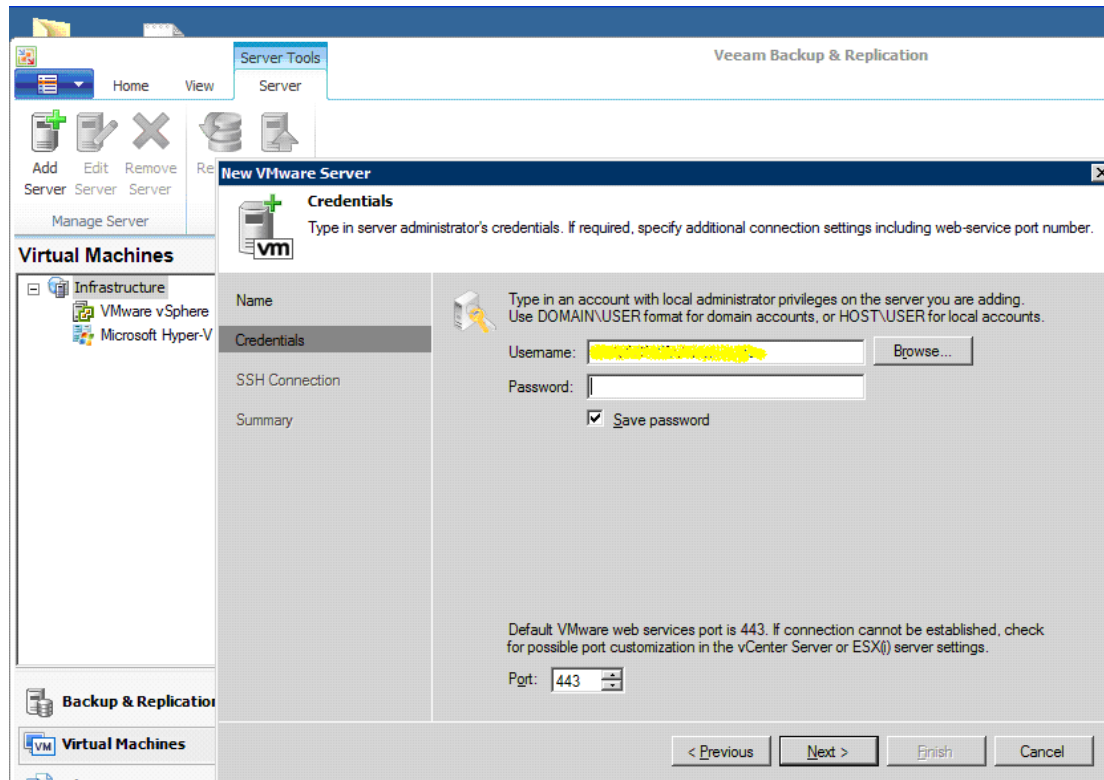 Server Tools
Veeam Backup & Replication
Home View Server
Add Server
Edit Server
Remove Server
Re
Manage Server
New VMware Server
Credentials
Type in server administrator's credentials. If required, specify additional connection settings including web-service port number.
vm
Virtual Machines
Infrastructure
VMware vSphere
Microsoft Hyper-V
Name
Credentials
SSH Connection
Summary
Type in an account with local administrator privileges on the server you are adding.
Use DOMAIN\USER format for domain accounts, or HOST\USER for local accounts.
Username:
Browse...
Password:
Save password
Default VMware web services port is 443. If connection cannot be established, check
for possible port customization in the vCenter Server or ESX(i) server settings.
Port: 443
Backup & Replication
VM Virtual Machines
< Previous Next > Finish Cancel